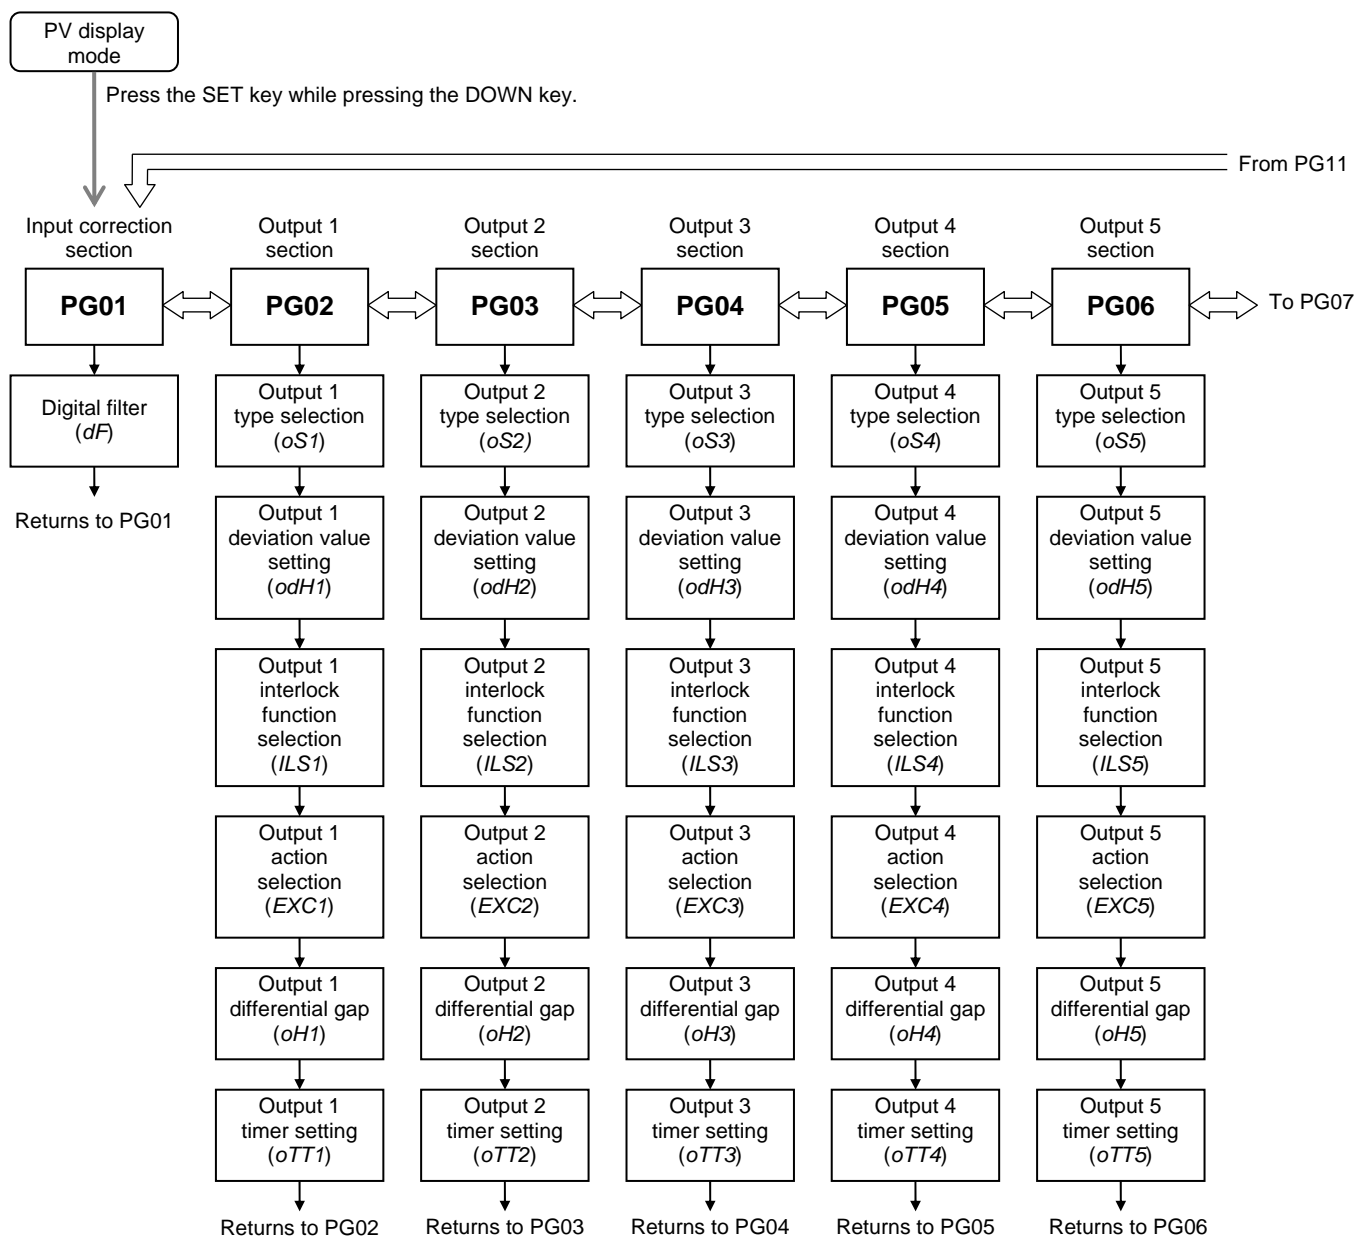 PV display
mode
Press the SET key while pressing the DOWN key.
From PG11
Input correction
section
Output 1
section
Output 2
section
Output 3
section
Output 4
section
Output 5
section
PG01
PG02
PG03
PG04
PG05
PG06
To PG07
Digital filter
(dF)
Returns to PG01
Output 1
type selection
(oS1)
Output 1
deviation value
setting
(odH1)
Output 1
interlock
function
selection
(ILS1)
Output 1
action
selection
(EXC1)
Output 1
differential gap
(oH1)
Output 1
timer setting
(oTT1)
Returns to PG02
Output 2
type selection
(oS2)
Output 2
deviation value
setting
(odH2)
Output 2
interlock
function
selection
(ILS2)
Output 2
action
selection
(EXC2)
Output 2
differential gap
(oH2)
Output 2
timer setting
(oTT2)
Returns to PG03
Output 3
type selection
(oS3)
Output 3
deviation value
setting
(odH3)
Output 3
interlock
function
selection
(ILS3)
Output 3
action
selection
(EXC3)
Output 3
differential gap
(oH3)
Output 3
timer setting
(oTT3)
Returns to PG04
Output 4
type selection
(oS4)
Output 4
deviation value
setting
(odH4)
Output 4
interlock
function
selection
(ILS4)
Output 4
action
selection
(EXC4)
Output 4
differential gap
(oH4)
Output 4
timer setting
(oTT4)
Returns to PG05
Output 5
type selection
(oS5)
Output 5
deviation value
setting
(odH5)
Output 5
interlock
function
selection
(ILS5)
Output 5
action
selection
(EXC5)
Output 5
differential gap
(oH5)
Output 5
timer setting
(oTT5)
Returns to PG06